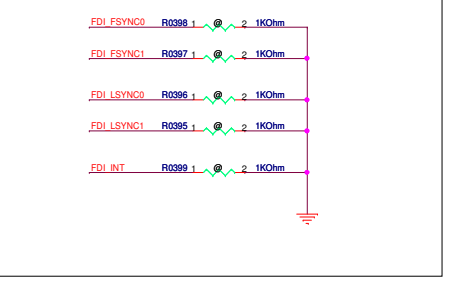 FDI_FSYNC0 R0398 1 @ 2 1KOhm
FDI_FSYNC1 R0397 1 @ 2 1KOhm
FDI_LSYNC0 R0396 1 @ 2 1KOhm
FDI_LSYNC1 R0395 1 @ 2 1KOhm
FDI_INT R0399 1 @ 2 1KOhm